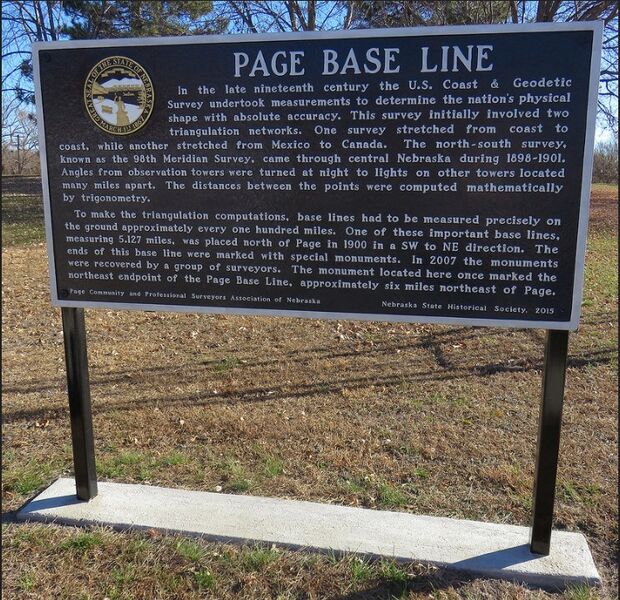 PAGE BASE LINE
In the late nineteenth century the U.S. Coast & Geodetic
Survey undertook measurements to determine the nation's physical
shape with absolute accuracy. This survey initially involved two
triangulation networks. One survey stretched from coast to
coast, while another stretched from Mexico to Canada. The north-south survey,
known as the 98th Meridian Survey, came through central Nebraska during 1898-1901.
Angles from observation towers were turned at night to lights on other towers located
many miles apart. The distances between the points were computed mathematically
by trigonometry.
To make the triangulation computations, base lines had to be measured precisely on
the ground approximately every one hundred miles. One of these important base lines,
measuring 5.127 miles, was placed north of Page in 1900 in a SW to NE direction. The
ends of this base line were marked with special monuments. In 2007 the monuments
were recovered by a group of surveyors. The monument located here once marked the
northeast endpoint of the Page Base Line, approximately six miles northeast of Page.
Page Community and Professional Surveyors Association of Nebraska
Nebraska State Historical Society, 2015